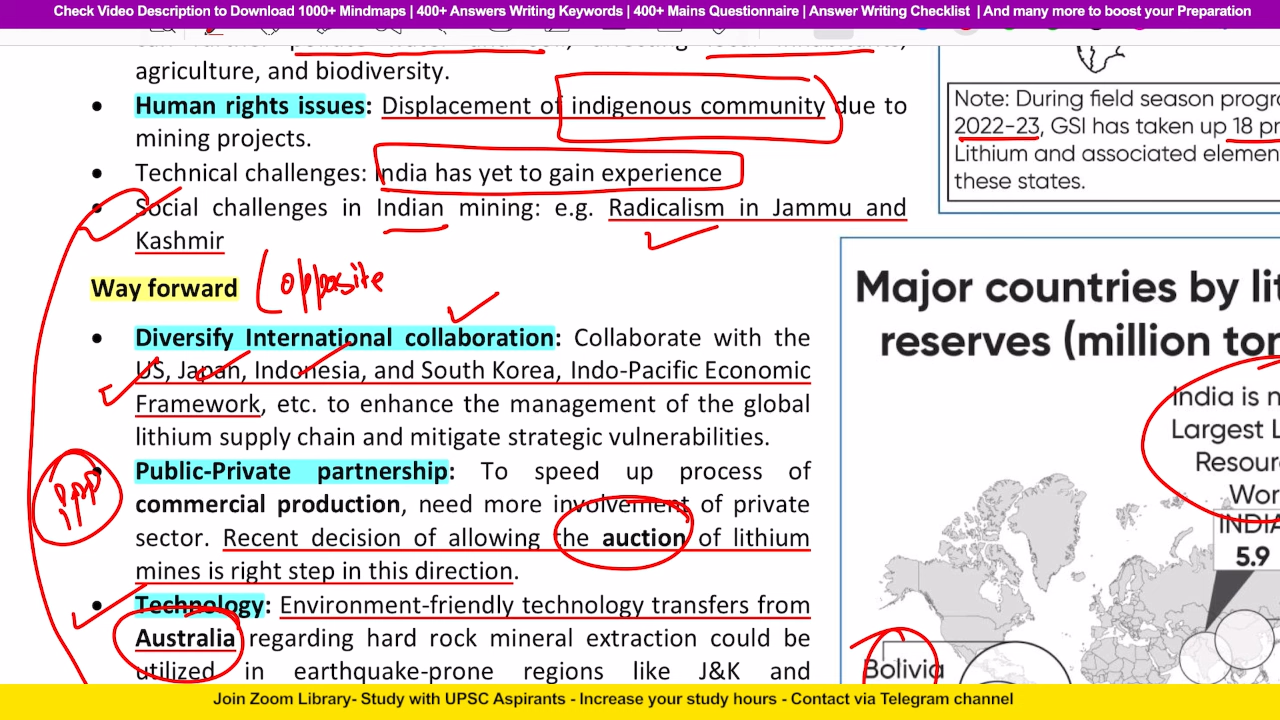 Check Video Description to Download 1000+ Mindmaps | 400+ Answers Writing Keywords | 400+ Mains Questionnaire | Answer Writing Checklist | And many more to boost your Preparation
agriculture, and biodiversity.
• Human rights issues: Displacement of indigenous community due to
mining projects.
• Technical challenges: India has yet to gain experience
• Social challenges in Indian mining: e.g. Radicalism in Jammu and
Kashmir
Way forward
opposite
• Diversify International collaboration: Collaborate with the
US, Japan, Indonesia, and South Korea, Indo-Pacific Economic
Framework, etc. to enhance the management of the global
lithium supply chain and mitigate strategic vulnerabilities.
• Public-Private partnership: To speed up process of
commercial production, need more involvement of private
sector. Recent decision of allowing the auction of lithium
mines is right step in this direction.
PPP
• Technology: Environment-friendly technology transfers from
Australia regarding hard rock mineral extraction could be
utilized in earthquake-prone regions like J&K and
Note: During field season progr
2022-23, GSI has taken up 18 pr
Lithium and associated elemen
these states.
Major countries by lit
reserves (million ton
India is n
Largest L
Resour
Wor
INDIA
5.9
Bolivia
Join Zoom Library- Study with UPSC Aspirants - Increase your study hours - Contact via Telegram channel